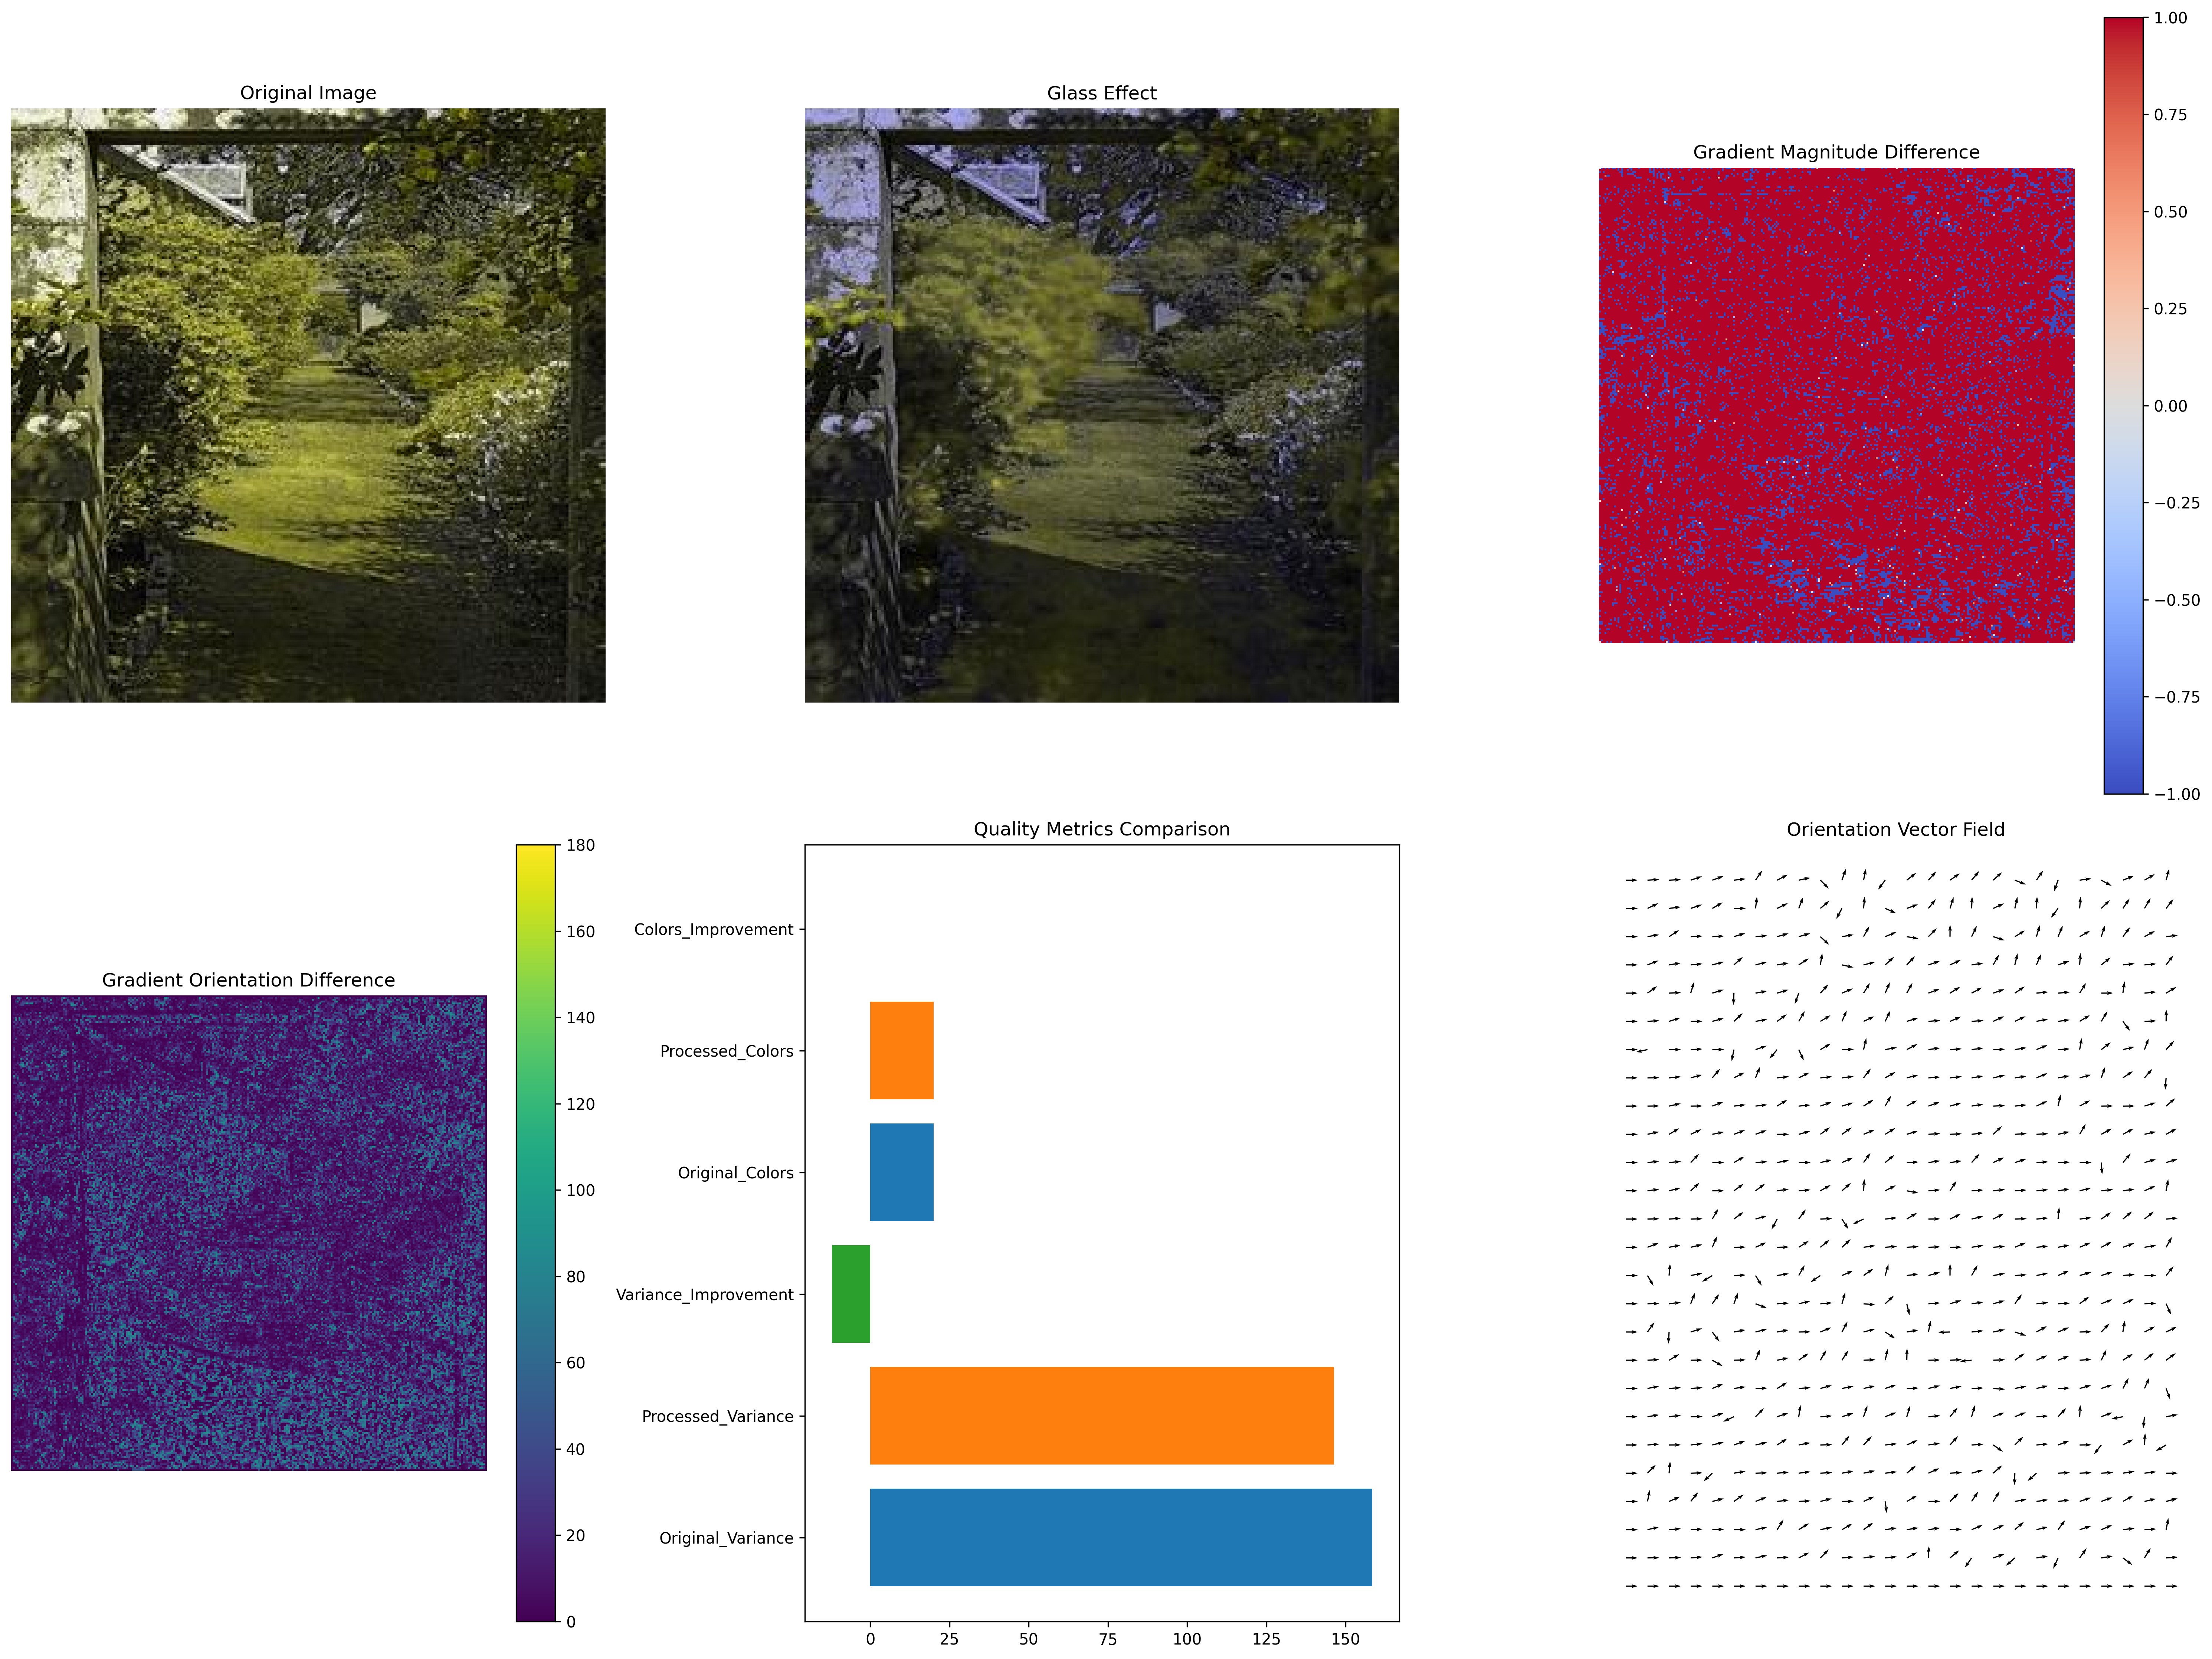 Original Image
Glass Effect
Gradient Magnitude Difference
1.00
0.75
0.50
0.25
0.00
−0.25
−0.50
−0.75
−1.00
Gradient Orientation Difference
180
160
140
120
100
80
60
40
20
0
Quality Metrics Comparison
Colors_Improvement
Processed_Colors
Original_Colors
Variance_Improvement
Processed_Variance
Original_Variance
0 25 50 75 100 125 150
Orientation Vector Field